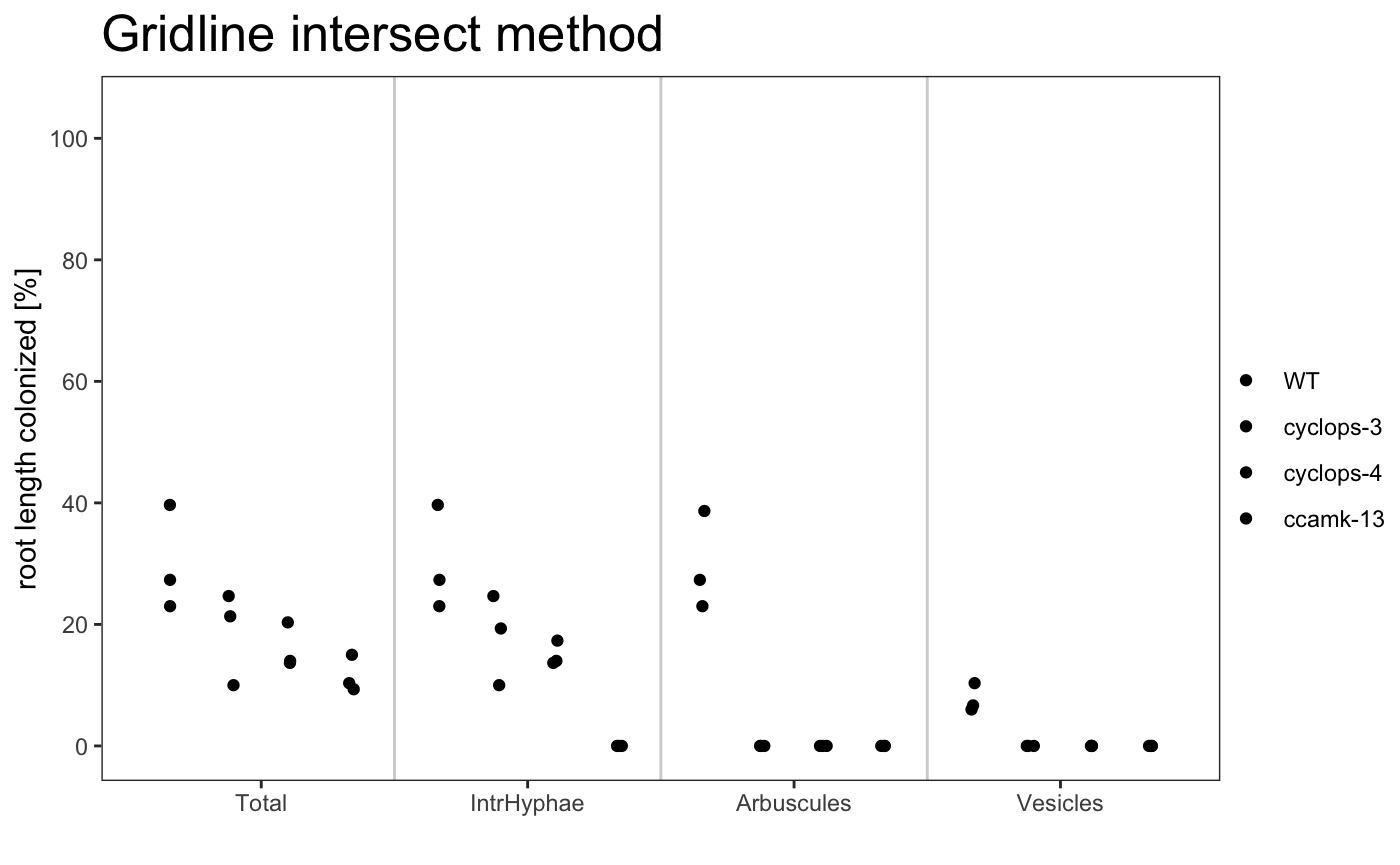 Gridline intersect method
root length colonized [%]
100
80
60
40
20
0
Total
IntrHyphae
Arbuscules
Vesicles
WT
cyclops-3
cyclops-4
ccamk-13